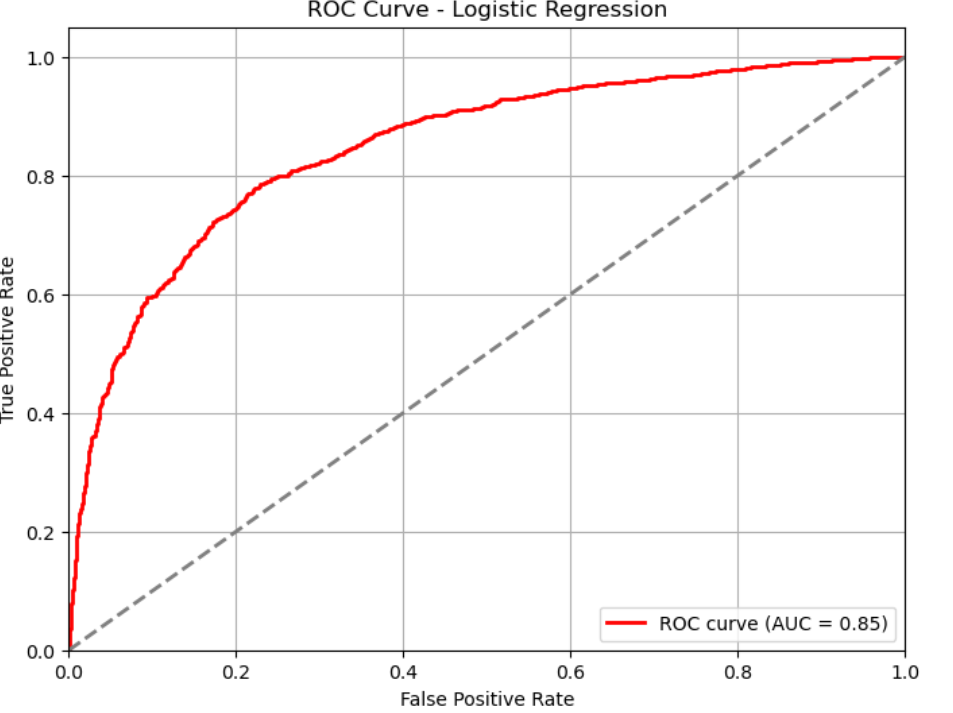 ROC Curve - Logistic Regression
1.0
0.8
0.6
0.4
0.2
0.0
True Positive Rate
0.0 0.2 0.4 0.6 0.8 1.0
False Positive Rate
ROC curve (AUC = 0.85)